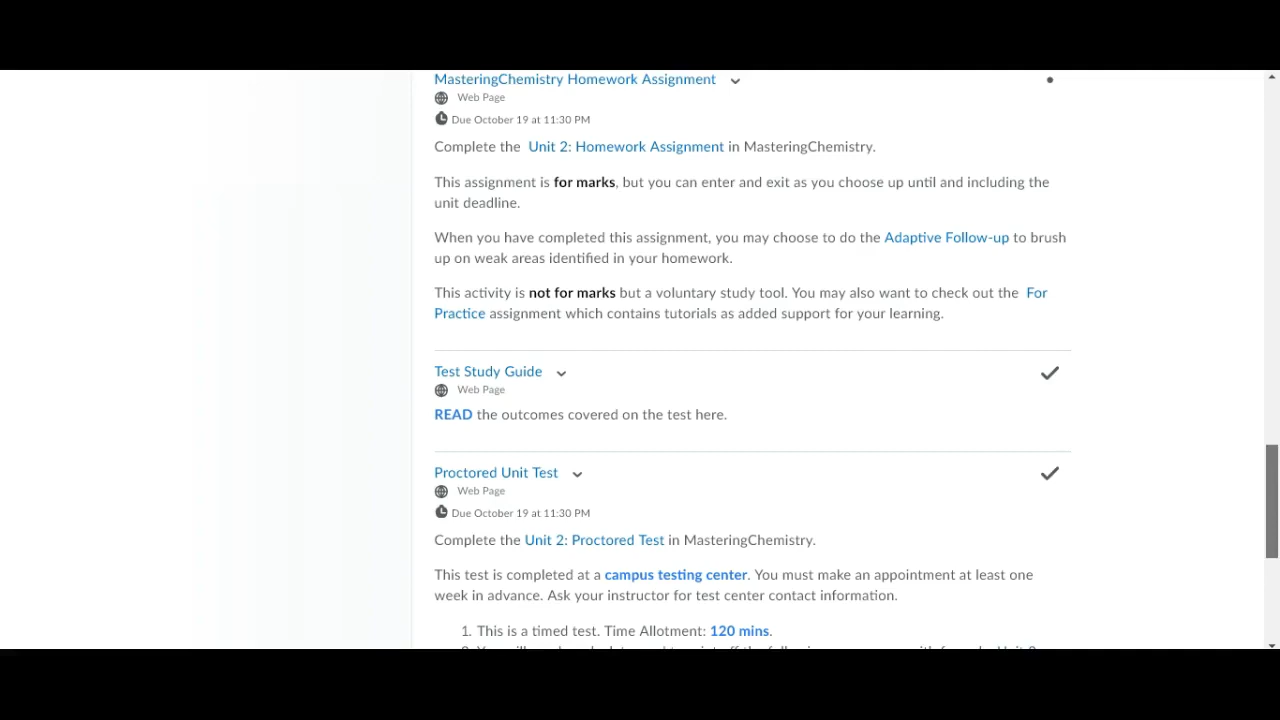 MasteringChemistry Homework Assignment
Web Page
Due October 19 at 11:30 PM
Complete the Unit 2: Homework Assignment in MasteringChemistry.
This assignment is for marks, but you can enter and exit as you choose up until and including the
unit deadline.
When you have completed this assignment, you may choose to do the Adaptive Follow-up to brush
up on weak areas identified in your homework.
This activity is not for marks but a voluntary study tool. You may also want to check out the For
Practice assignment which contains tutorials as added support for your learning.
Test Study Guide
Web Page
READ the outcomes covered on the test here.
Proctored Unit Test
Web Page
Due October 19 at 11:30 PM
Complete the Unit 2: Proctored Test in MasteringChemistry.
This test is completed at a campus testing center. You must make an appointment at least one
week in advance. Ask your instructor for test center contact information.
1. This is a timed test. Time Allotment: 120 mins.